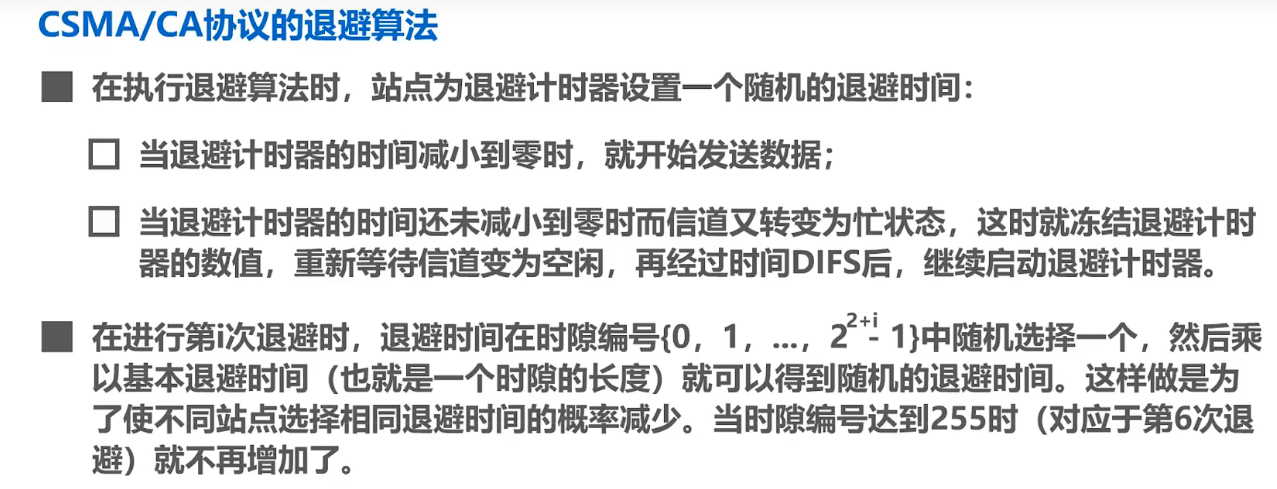 CSMA/CA协议的退避算法
在执行退避算法时，站点为退避计时器设置一个随机的退避时间：
当退避计时器的时间减小到零时，就开始发送数据；
当退避计时器的时间还未减小到零时而信道又转变为忙状态，这时就冻结退避计时
器的数值，重新等待信道变为空闲，再经过时间DIFS后，继续启动退避计时器。
在进行第i次退避时，退避时间在时隙编号{0，1，...，2^{2+i} - 1}中随机选择一个，然后乘
以基本退避时间（也就是一个时隙的长度）就可以得到随机的退避时间。这样做是为
了使不同站点选择相同退避时间的概率减少。当时隙编号达到255时（对应于第6次退
避）就不再增加了。